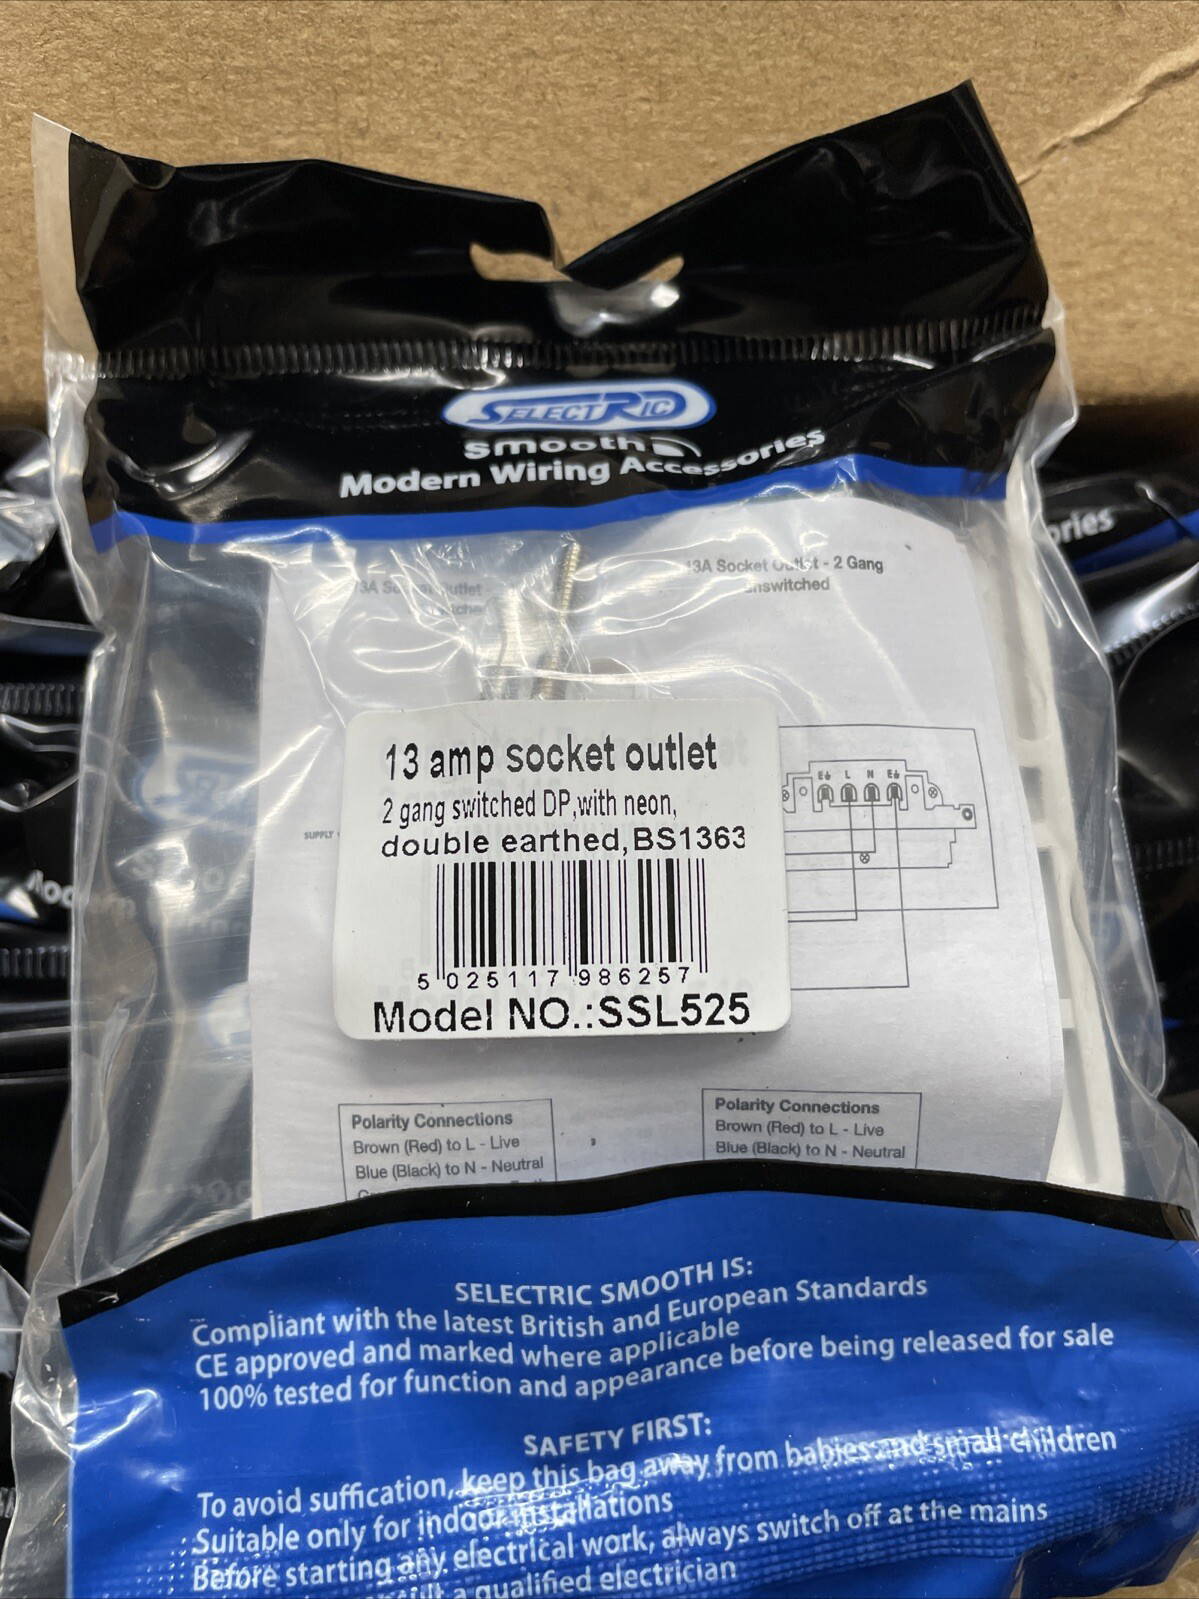 SELECTRIC
smooth
Modern Wiring Accessories
ories
13A Socket Outlet - 2 Gang
unswitched
13 amp socket outlet
2 gang switched DP,with neon,
double earthed,BS1363
5 025117 986257
Model NO.:SSL525
SUPPLY
E L N E
Polarity Connections
Brown (Red) to L - Live
Blue (Black) to N - Neutral
Polarity Connections
Brown (Red) to L - Live
Blue (Black) to N - Neutral
SELECTRIC SMOOTH IS:
Compliant with the latest British and European Standards
CE approved and marked where applicable
100% tested for function and appearance before being released for sale
SAFETY FIRST:
To avoid suffication, keep this bag away from babies and small children
Suitable only for indoor installations
Before starting any electrical work, always switch off at the mains
a qualified electrician